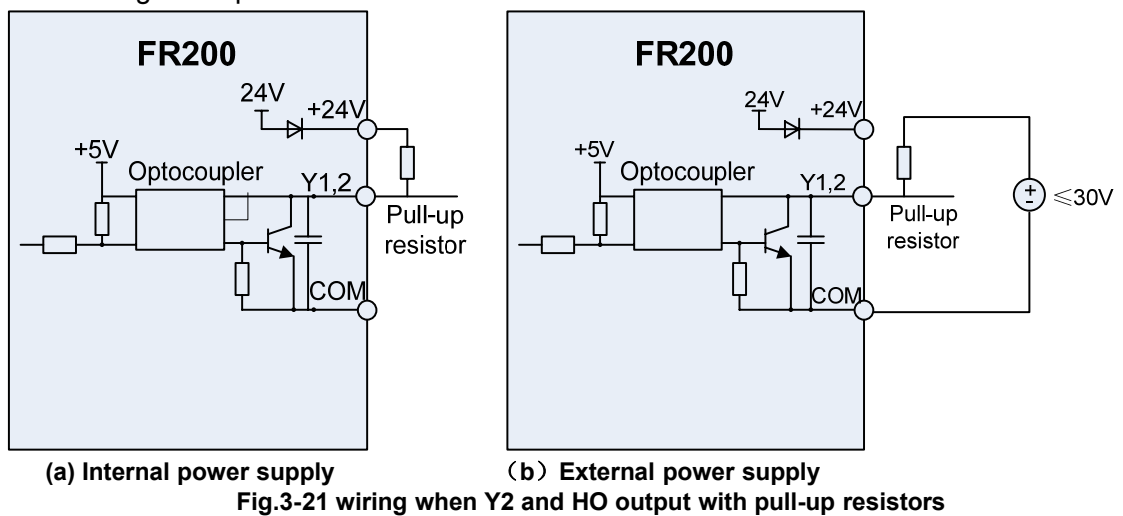 FR200
24V
+24V
+5V
Optocoupler
Y1,2
Pull-up
resistor
COM
FR200
24V
+24V
+5V
Optocoupler
Y1,2
Pull-up
resistor
+
-
≤30V
COM
(a) Internal power supply
（b）External power supply
Fig.3-21 wiring when Y2 and HO output with pull-up resistors